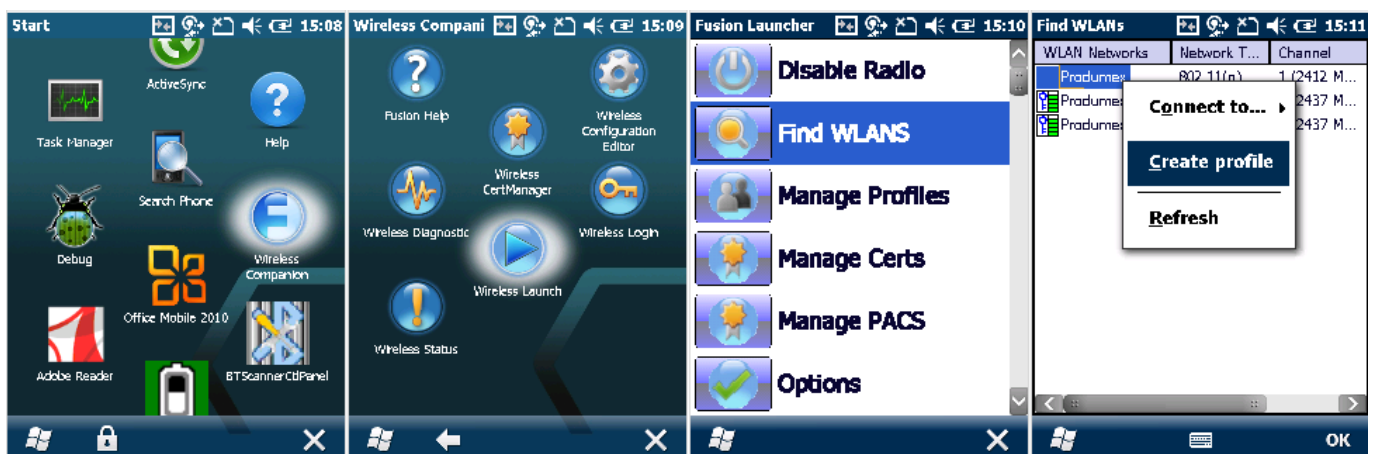 Start 15:08
ActiveSync
Task Manager
Help
Search Phone
Debug
Wireless
Companion
Office Mobile 2010
Adobe Reader
BTScannerCtlPanel
Wireless Compani 15:09
Fusion Help
Wireless
Configuration
Editor
Wireless
CertManager
Wireless Diagnostic
Wireless Login
Wireless Launch
Wireless Status
Fusion Launcher 15:10
Disable Radio
Find WLANS
Manage Profiles
Manage Certs
Manage PACS
Options
Find WLANs 15:11
WLAN Networks Network T... Channel
Produmex 802.11(n) 1 (2412 M...
Produmex 2437 M...
Produmex 2437 M...
Connect to...
Create profile
Refresh
OK